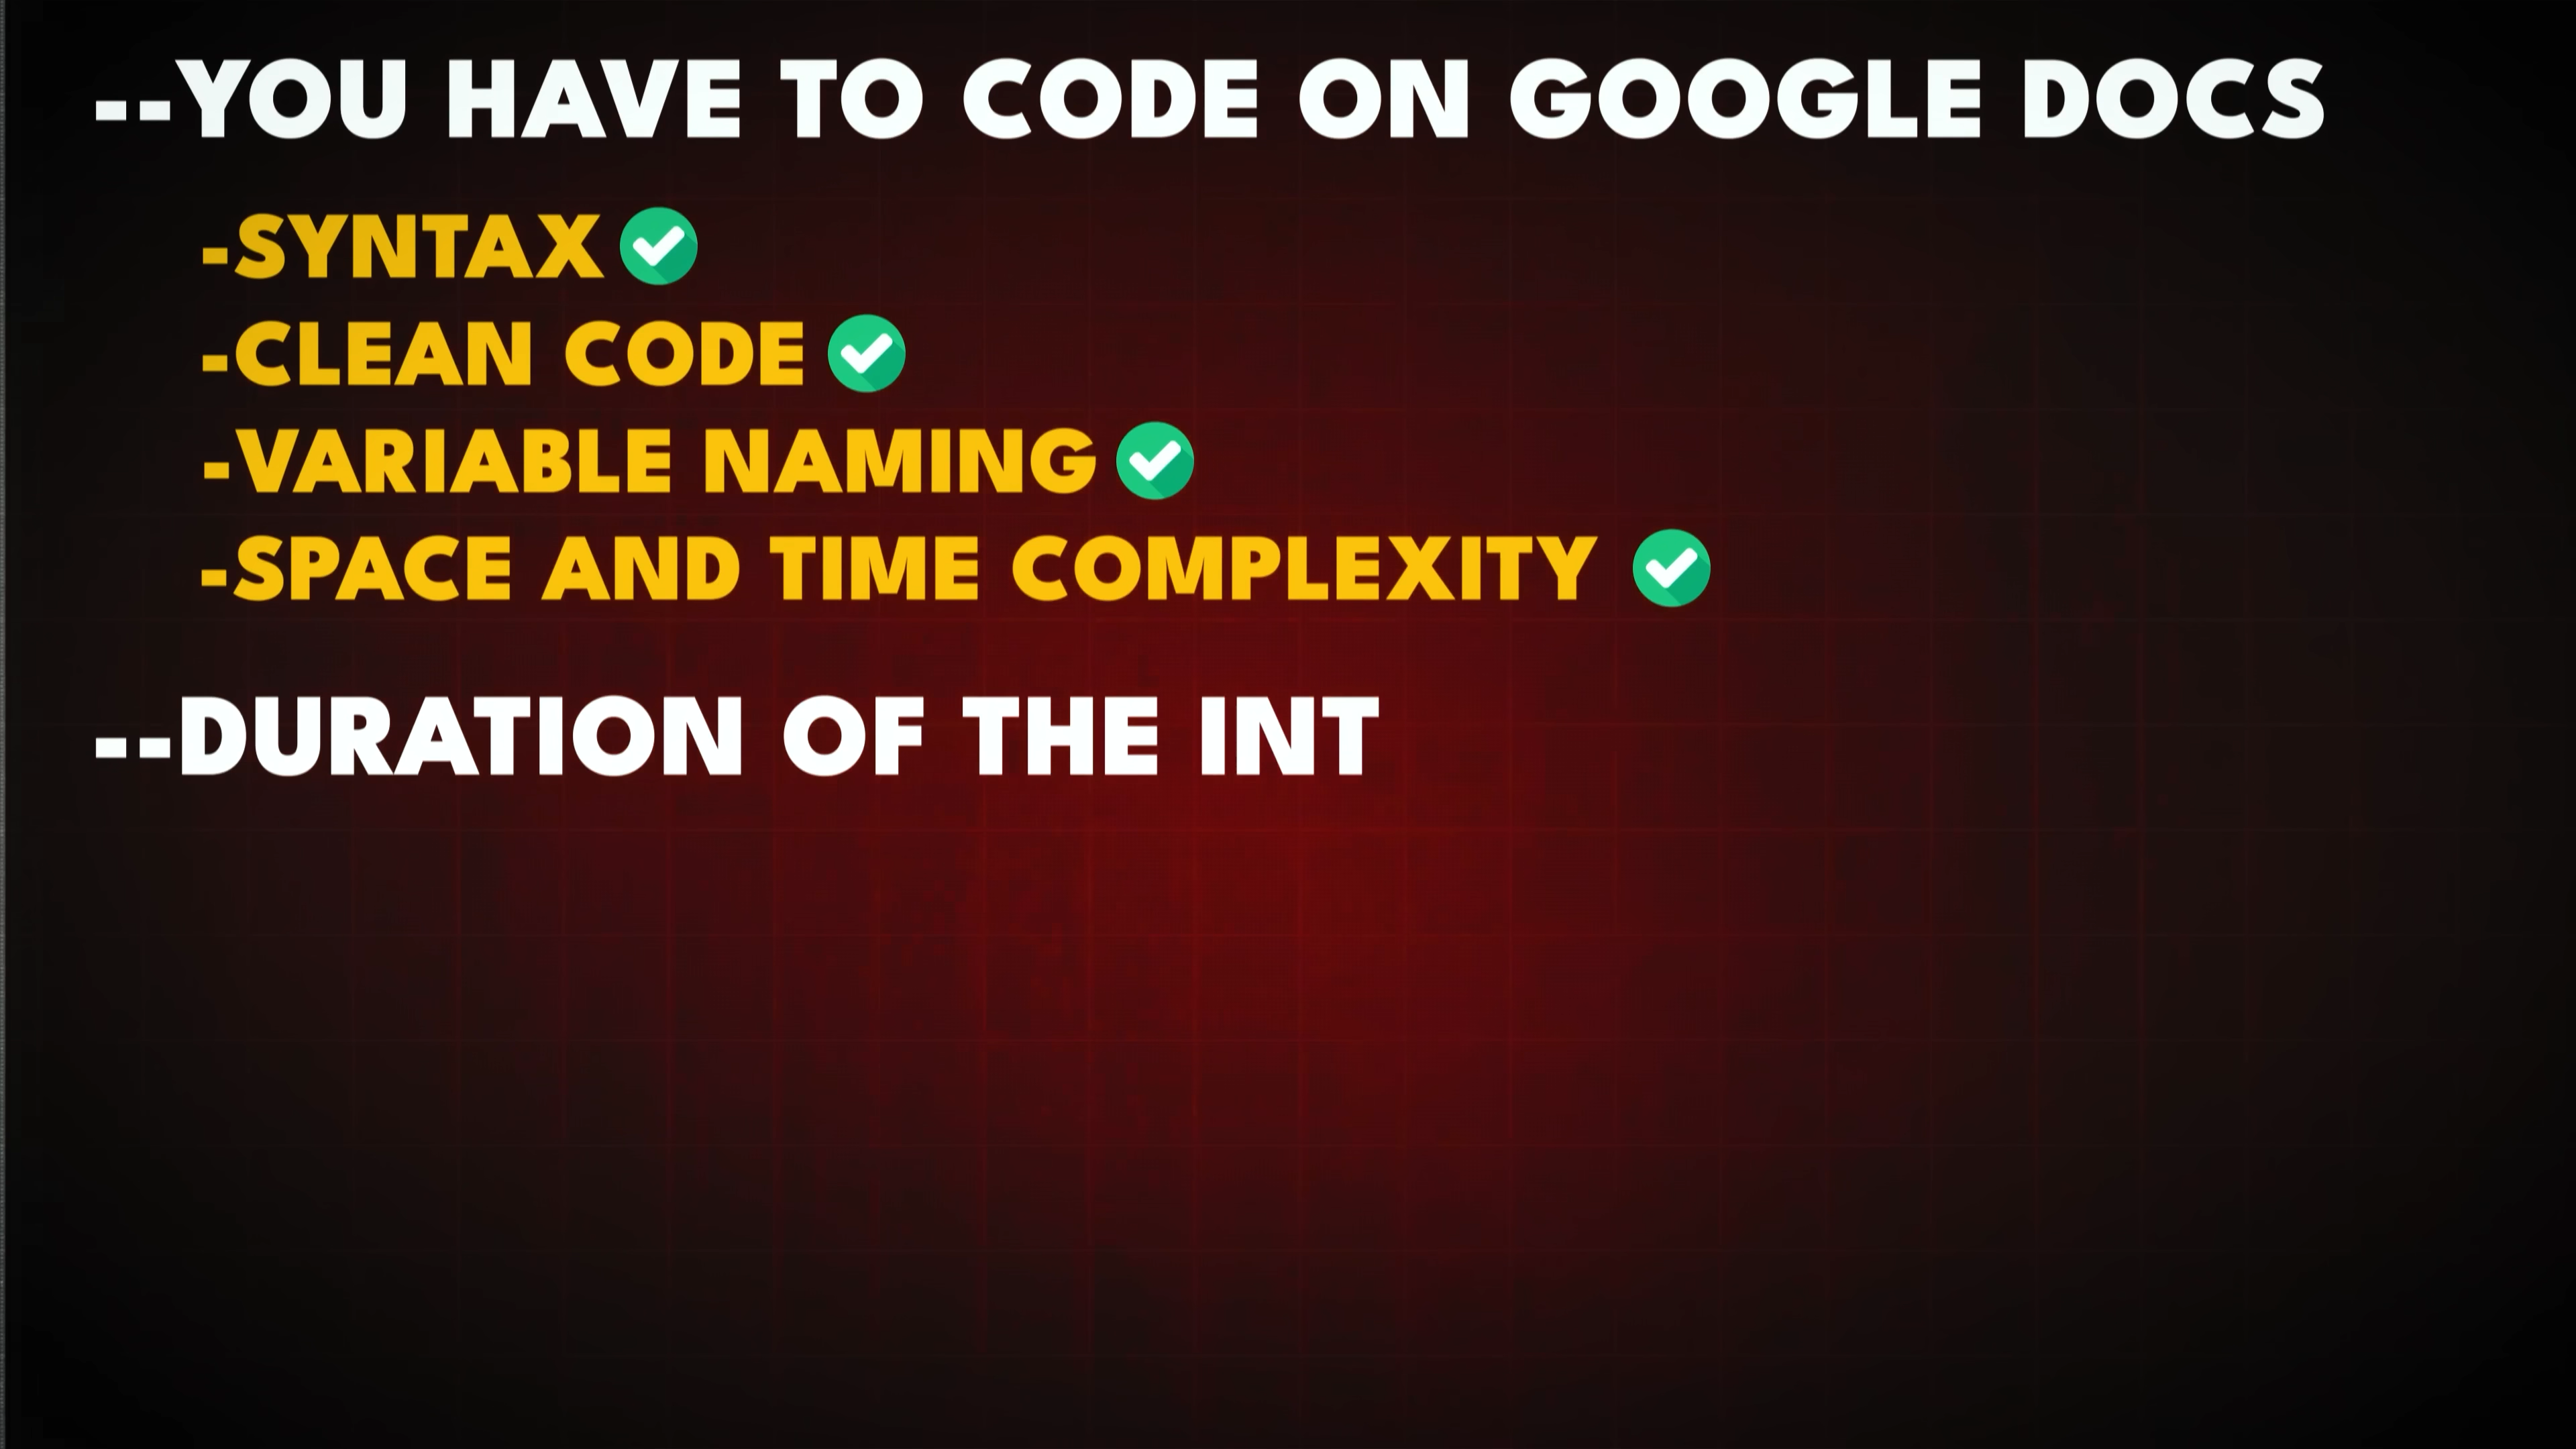 --YOU HAVE TO CODE ON GOOGLE DOCS
-SYNTAX
-CLEAN CODE
-VARIABLE NAMING
-SPACE AND TIME COMPLEXITY
--DURATION OF THE INT